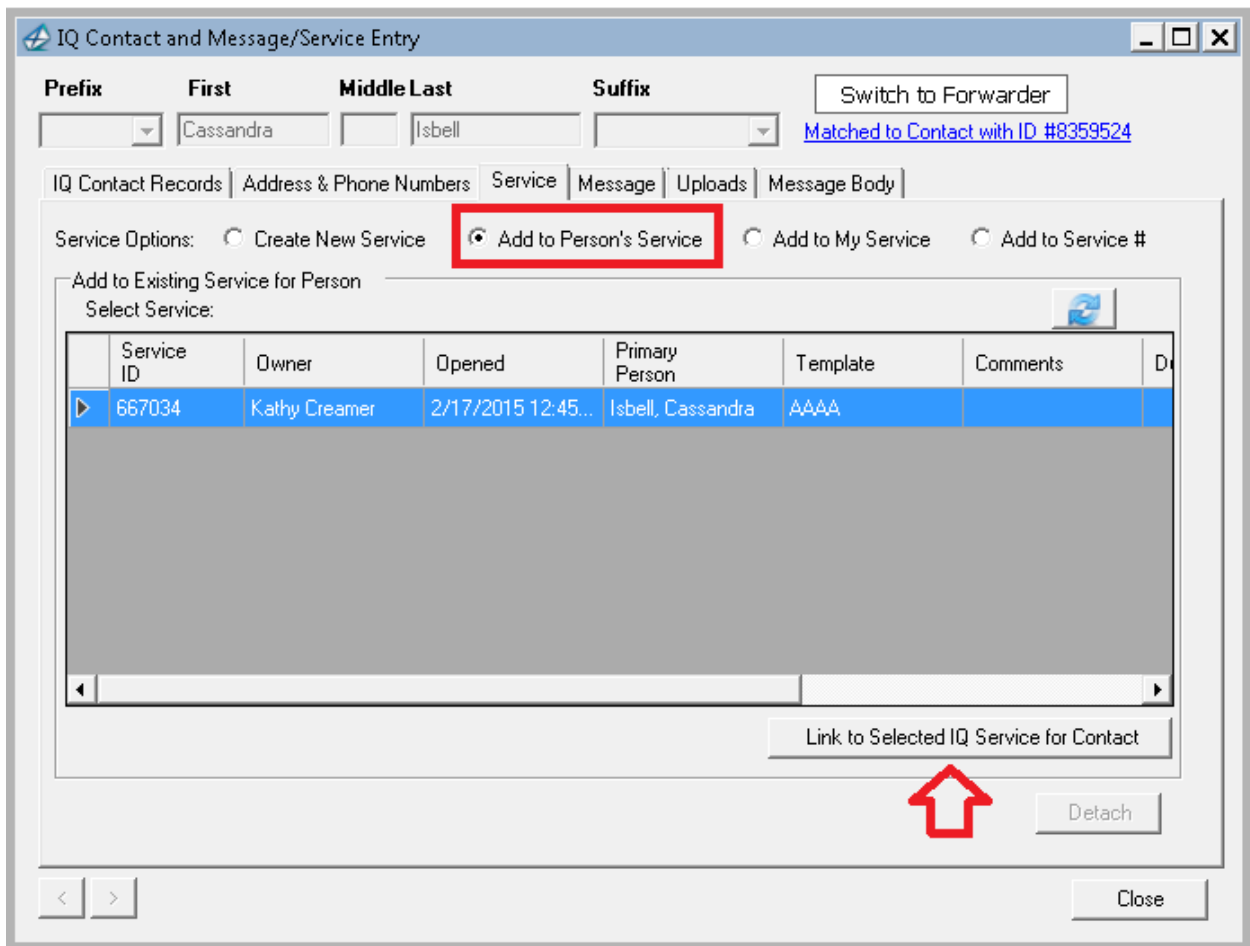 IQ Contact and Message/Service Entry
Prefix First Middle Last Suffix
Switch to Forwarder
Cassandra Isbell
Matched to Contact with ID #8359524
IQ Contact Records Address & Phone Numbers Service Message Uploads Message Body
Service Options: Create New Service Add to Person's Service Add to My Service Add to Service #
Add to Existing Service for Person
Select Service:
Service ID Owner Opened Primary Person Template Comments
667034 Kathy Creamer 2/17/2015 12:45... Isbell, Cassandra AAAA
Link to Selected IQ Service for Contact
Detach
< >
Close